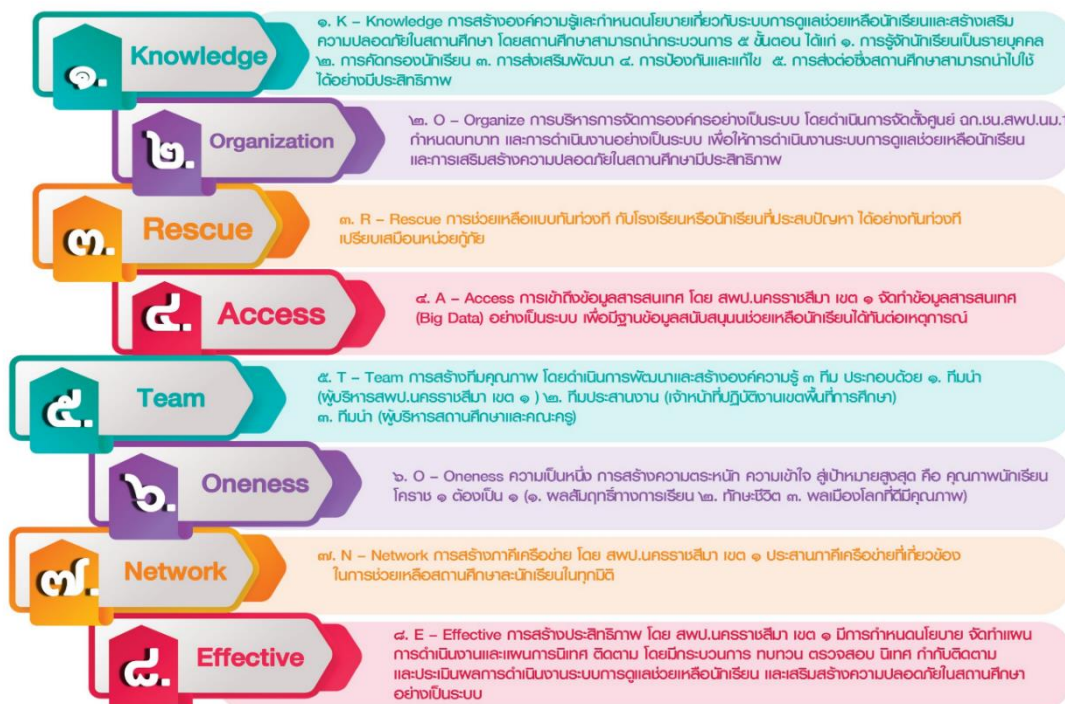 ๑.
Knowledge
๑. K – Knowledge การสร้างองค์ความรู้และกำหนดนโยบายเกี่ยวกับระบบการดูแลช่วยเหลือนักเรียนและสร้างเสริม
ความปลอดภัยในสถานศึกษา โดยสถานศึกษาสามารถนำกระบวนการ ๕ ขั้นตอน ได้แก่ ๑. การรู้จักนักเรียนเป็นรายบุคคล
๒. การคัดกรองนักเรียน ๓. การส่งเสริมพัฒนา ๔. การป้องกันและแก้ไข ๕. การส่งต่อซึ่งสถานศึกษาสามารถนำไปใช้
ได้อย่างมีประสิทธิภาพ
๒.
Organization
๒. O – Organize การบริหารการจัดการองค์กรอย่างเป็นระบบ โดยดำเนินการจัดตั้งศูนย์ ฉก.ชน.สพป.นม.๑
กำหนดบทบาท และการดำเนินงานอย่างเป็นระบบ เพื่อให้การดำเนินงานระบบการดูแลช่วยเหลือนักเรียน
และการเสริมสร้างความปลอดภัยในสถานศึกษามีประสิทธิภาพ
๓.
Rescue
๓. R – Rescue การช่วยเหลือแบบทันท่วงที กับโรงเรียนหรือนักเรียนที่ประสบปัญหา ได้อย่างทันท่วงที
เปรียบเสมือนหน่วยกู้ภัย
๔.
Access
๔. A – Access การเข้าถึงข้อมูลสารสนเทศ โดย สพป.นครราชสีมา เขต ๑ จัดทำข้อมูลสารสนเทศ
(Big Data) อย่างเป็นระบบ เพื่อมีฐานข้อมูลสนับสนุนช่วยเหลือนักเรียนได้ทันต่อเหตุการณ์
๕.
Team
๕. T – Team การสร้างทีมคุณภาพ โดยดำเนินการพัฒนาและสร้างองค์ความรู้ ๓ ทีม ประกอบด้วย ๑. ทีมนำ
(ผู้บริหารสพป.นครราชสีมา เขต ๑ ) ๒. ทีมประสานงาน (เจ้าหน้าที่ปฏิบัติงานเขตพื้นที่การศึกษา)
๓. ทีมนำ (ผู้บริหารสถานศึกษาและคณะครู)
๖.
Oneness
๖. O – Oneness ความเป็นหนึ่ง การสร้างความตระหนัก ความเข้าใจ สู่เป้าหมายสูงสุด คือ คุณภาพนักเรียน
โคราช ๑ ต้องเป็น ๑ (๑. ผลสัมฤทธิ์ทางการเรียน ๒. ทักษะชีวิต ๓. พลเมืองโลกที่ดีมีคุณภาพ)
๗.
Network
๗. N – Network การสร้างภาคีเครือข่าย โดย สพป.นครราชสีมา เขต ๑ ประสานภาคีเครือข่ายที่เกี่ยวข้อง
ในการช่วยเหลือสถานศึกษาละนักเรียนในทุกมิติ
๘.
Effective
๘. E – Effective การสร้างประสิทธิภาพ โดย สพป.นครราชสีมา เขต ๑ มีการกำหนดนโยบาย จัดทำแผน
การดำเนินงานและแผนการนิเทศ ติดตาม โดยมีกระบวนการ ทบทวน ตรวจสอบ นิเทศ กำกับติดตาม
และประเมินผลการดำเนินงานระบบการดูแลช่วยเหลือนักเรียน และเสริมสร้างความปลอดภัยในสถานศึกษา
อย่างเป็นระบบ